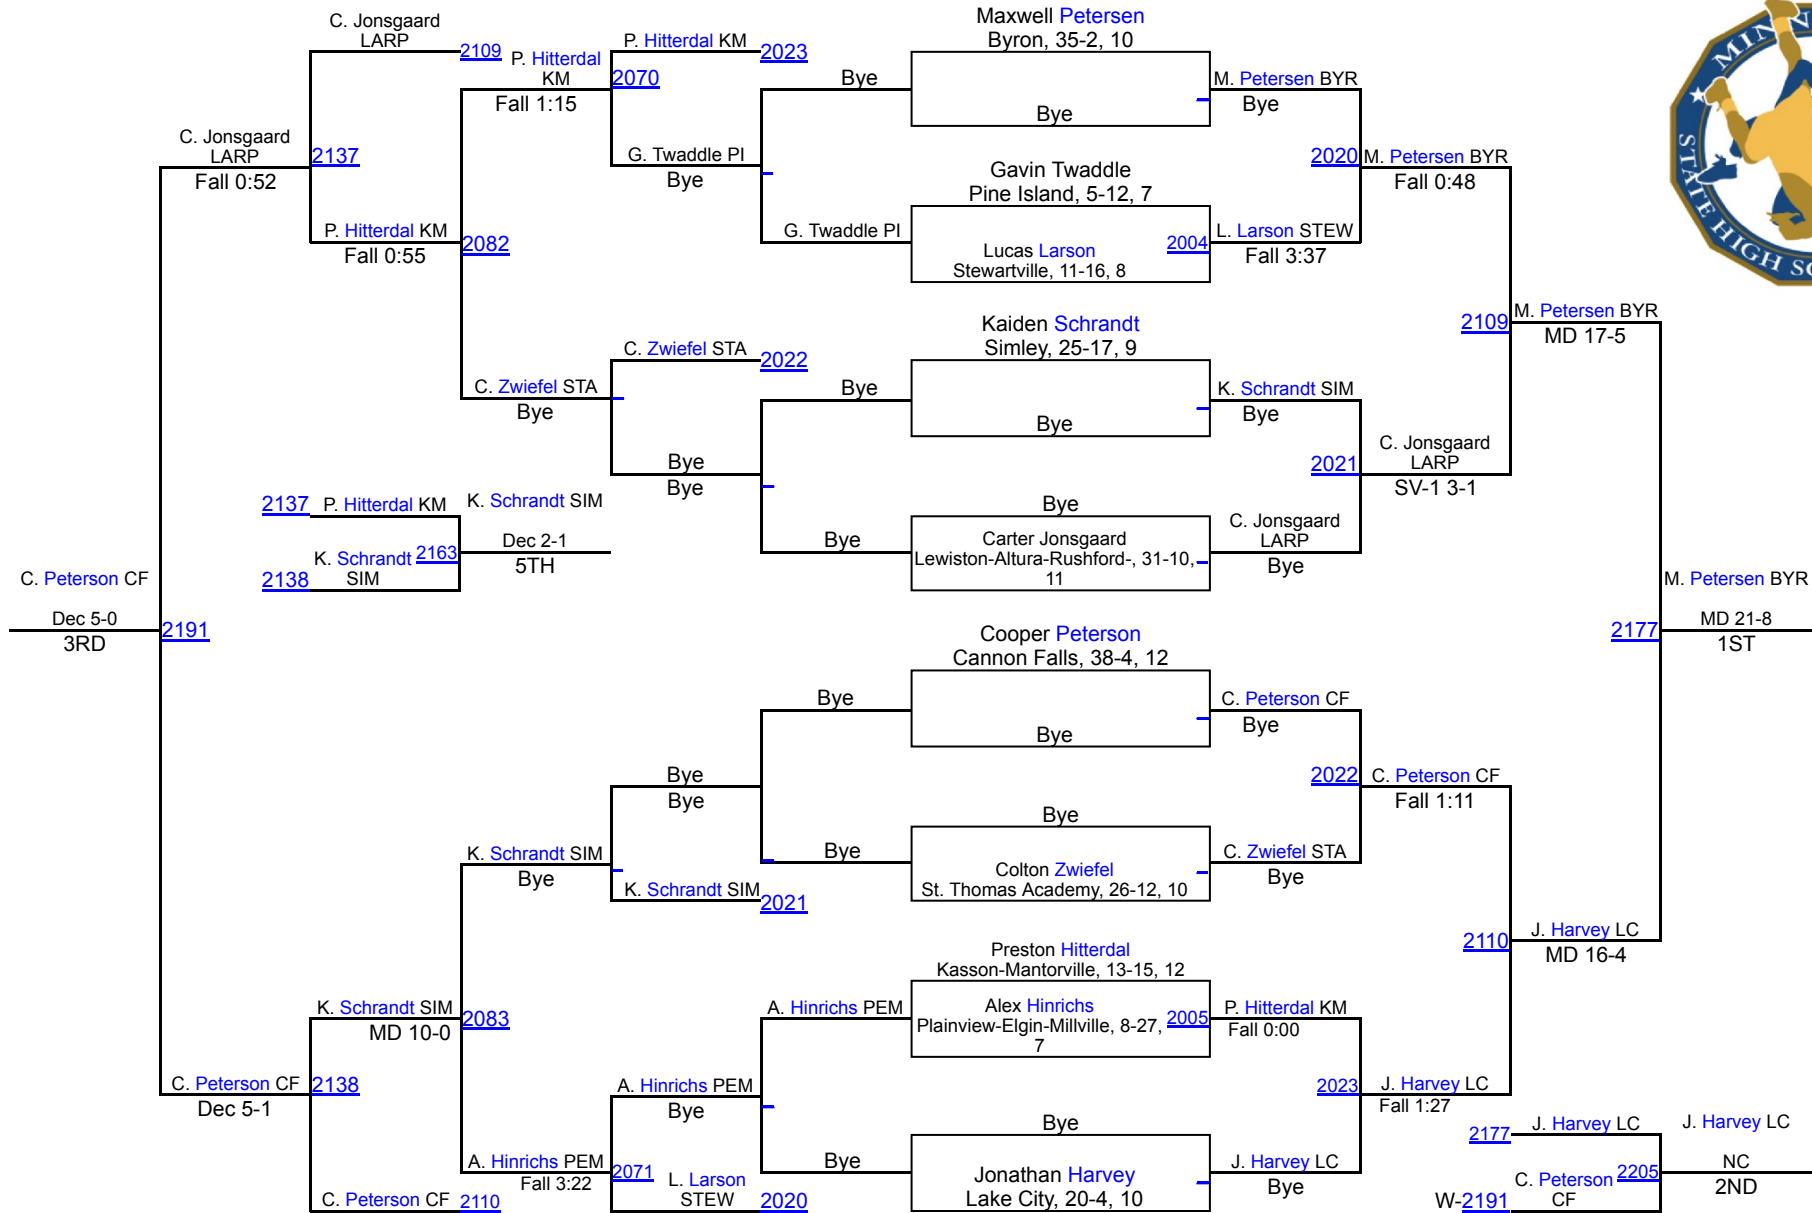 C. Jonsgaard
LARP
2109
P. Hitterdal
KM
Fall 1:15
2070
P. Hitterdal KM
2023
Maxwell Petersen
Byron, 35-2, 10
Bye
Bye
M. Petersen BYR
Bye
C. Jonsgaard
LARP
Fall 0:52
2137
G. Twaddle PI
Bye
Gavin Twaddle
Pine Island, 5-12, 7
2020
M. Petersen BYR
Fall 0:48
P. Hitterdal KM
Fall 0:55
2082
G. Twaddle PI
Lucas Larson
Stewartville, 11-16, 8
2004
L. Larson STEW
Fall 3:37
Kaiden Schrandt
Simley, 25-17, 9
2109
M. Petersen BYR
MD 17-5
C. Zwiefel STA
2022
C. Zwiefel STA
Bye
Bye
Bye
K. Schrandt SIM
Bye
Bye
Bye
2021
C. Jonsgaard
LARP
SV-1 3-1
2137
P. Hitterdal KM
K. Schrandt SIM
Bye
Bye
Carter Jonsgaard
Lewiston-Altura-Rushford-, 31-10,
11
C. Jonsgaard
LARP
Bye
K. Schrandt
SIM
2163
2138
Dec 2-1
5TH
C. Peterson CF
Dec 5-0
3RD
2191
Cooper Peterson
Cannon Falls, 38-4, 12
2177
M. Petersen BYR
MD 21-8
1ST
Bye
Bye
C. Peterson CF
Bye
Bye
Bye
2022
C. Peterson CF
Fall 1:11
Bye
K. Schrandt SIM
Bye
Bye
Colton Zwiefel
St. Thomas Academy, 26-12, 10
C. Zwiefel STA
Bye
K. Schrandt SIM
2021
Preston Hitterdal
Kasson-Mantorville, 13-15, 12
2110
J. Harvey LC
MD 16-4
K. Schrandt SIM
MD 10-0
2083
A. Hinrichs PEM
Alex Hinrichs
Plainview-Elgin-Millville, 8-27,
7
2005
P. Hitterdal KM
Fall 0:00
C. Peterson CF
Dec 5-1
2138
A. Hinrichs PEM
Bye
2023
J. Harvey LC
Fall 1:27
Bye
2177
J. Harvey LC
J. Harvey LC
A. Hinrichs PEM
Fall 3:22
2071
L. Larson
STEW
2020
Bye
Jonathan Harvey
Lake City, 20-4, 10
J. Harvey LC
Bye
C. Peterson CF
2110
W-2191
C. Peterson
CF
2205
NC
2ND
STATE HIGH